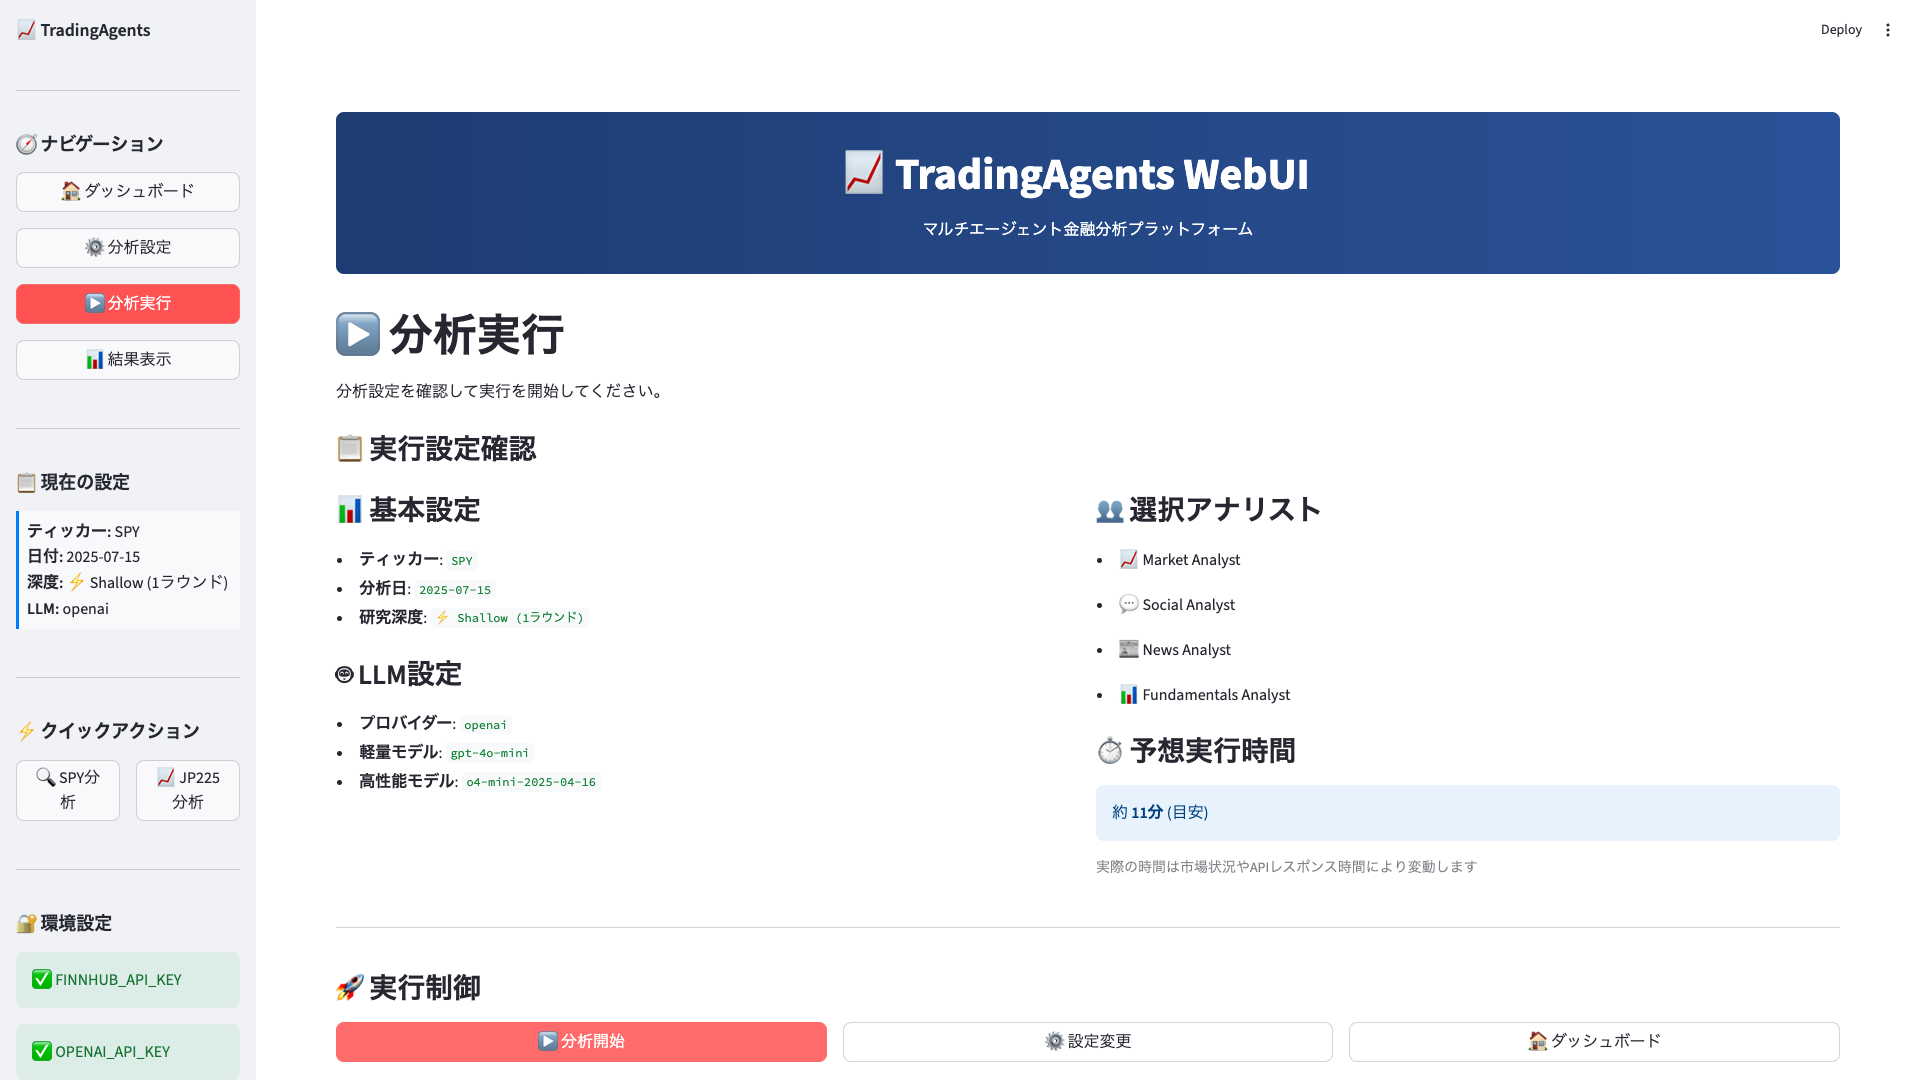 📈 TradingAgents
Deploy
🧭 ナビゲーション
🏠 ダッシュボード
⚙️ 分析設定
▶️ 分析実行
📊 結果表示
📋 現在の設定
ティッカー: SPY
日付: 2025-07-15
深度: ⚡ Shallow (1ラウンド)
LLM: openai
⚡ クイックアクション
🔍 SPY分
析
📈 JP225
分析
🔐 環境設定
✅ FINNHUB_API_KEY
✅ OPENAI_API_KEY
📈 TradingAgents WebUI
マルチエージェント金融分析プラットフォーム
▶️ 分析実行
分析設定を確認して実行を開始してください。
📋 実行設定確認
📊 基本設定
• ティッカー: SPY
• 分析日: 2025-07-15
• 研究深度: ⚡ Shallow (1ラウンド)
🤖 LLM設定
• プロバイダー: openai
• 軽量モデル: gpt-4o-mini
• 高性能モデル: o4-mini-2025-04-16
👥 選択アナリスト
• 📈 Market Analyst
• 💬 Social Analyst
• 📰 News Analyst
• 📊 Fundamentals Analyst
⏱️ 予想実行時間
約 11分 (目安)
実際の時間は市場状況やAPIレスポンス時間により変動します
🚀 実行制御
▶️ 分析開始
⚙️ 設定変更
🏠 ダッシュボード